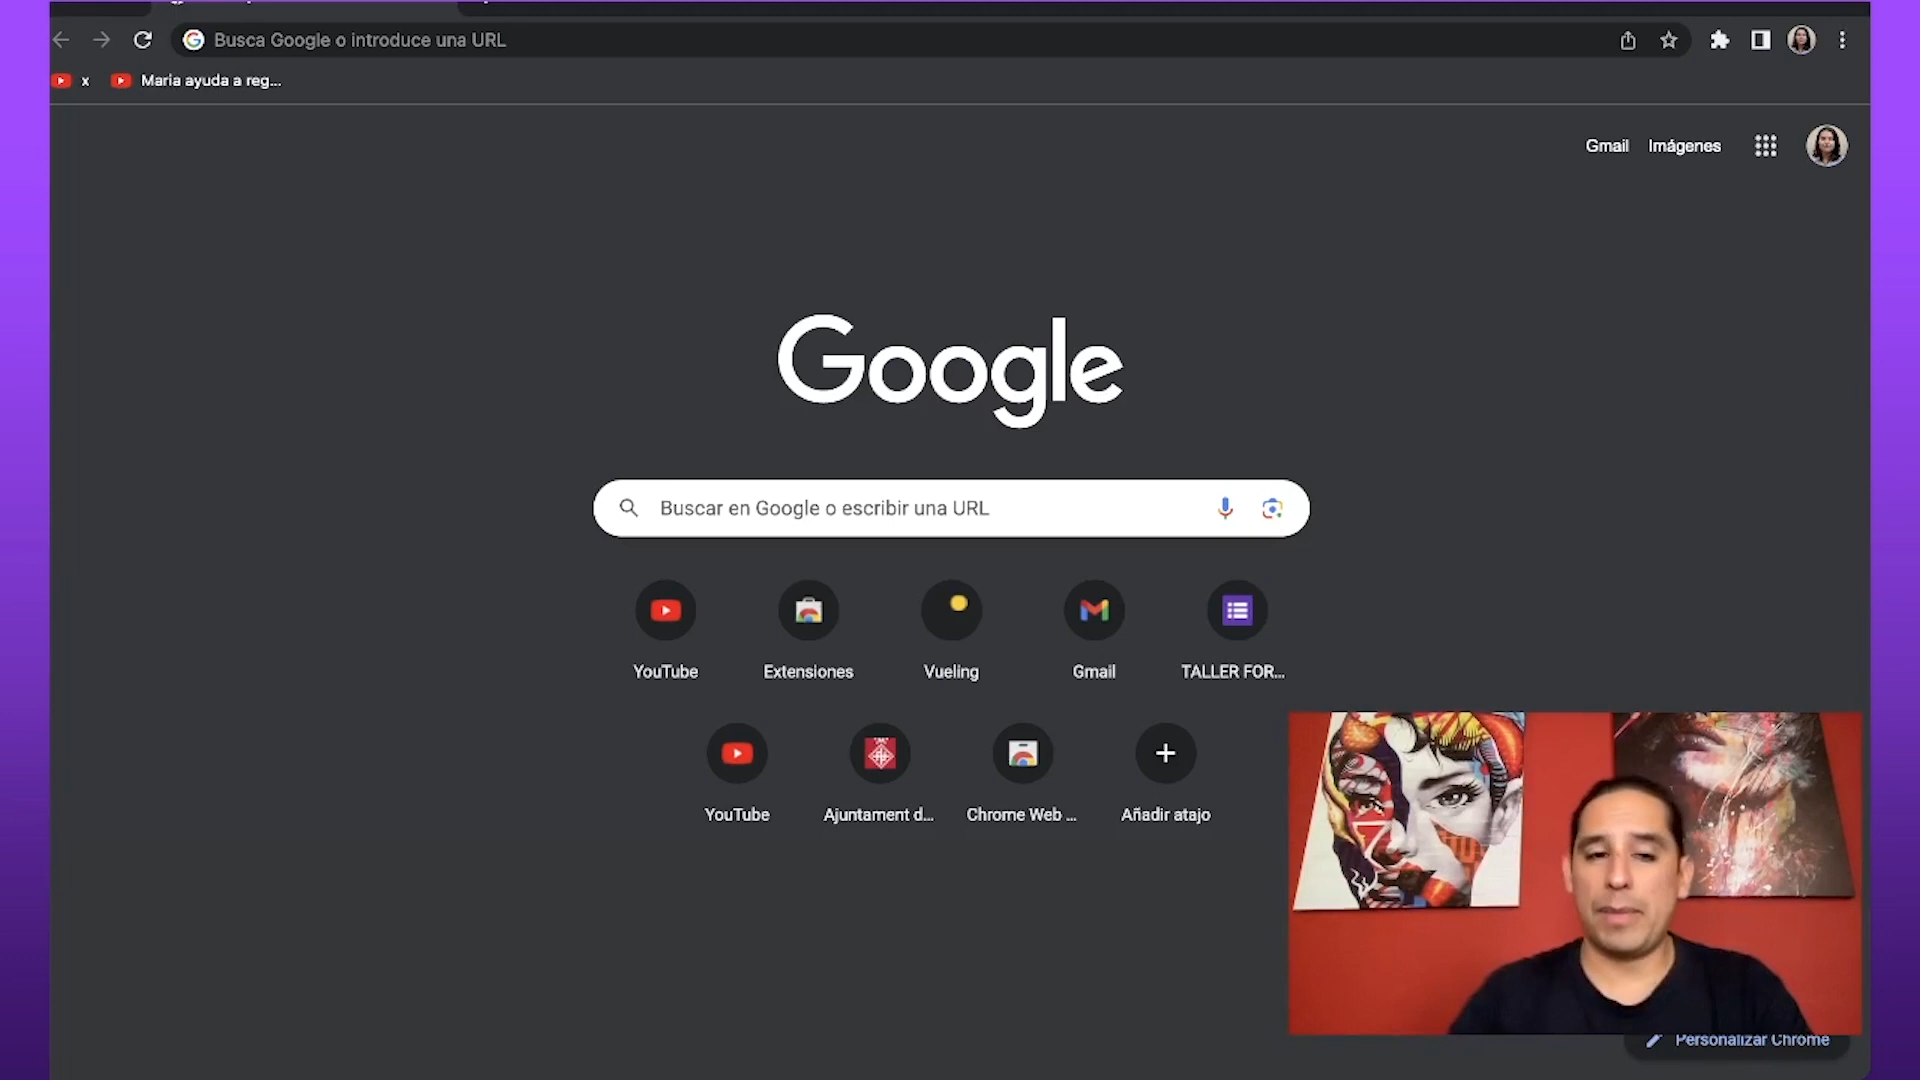 Busca Google o introduce una URL
x
Maria ayuda a reg...
Gmail Imágenes
Google
Buscar en Google o escribir una URL
YouTube
Extensiones
Vueling
Gmail
TALLER FOR...
YouTube
Ajuntament d...
Chrome Web ...
Añadir atajo
Personalizar Chrome